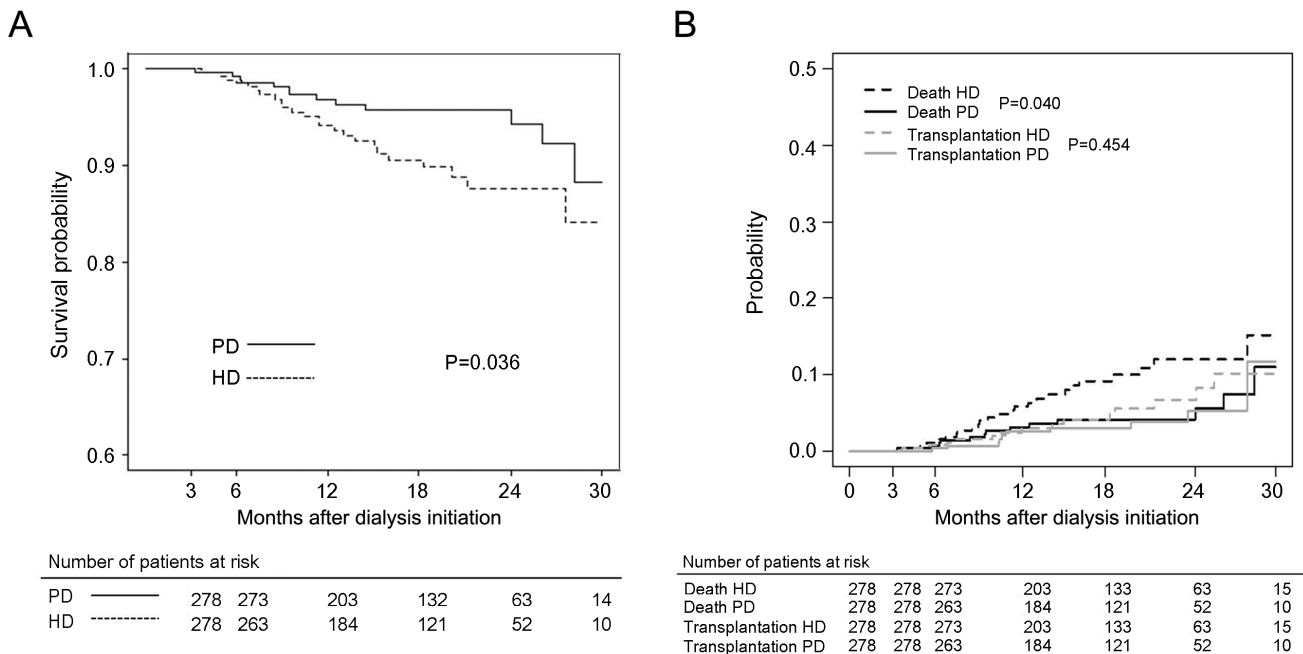 A
1.0
0.9
0.8
0.7
0.6
Survival probability
PD
HD
P=0.036
3 6 12 18 24 30
Months after dialysis initiation
Number of patients at risk
PD 278 273 203 132 63 14
HD 278 263 184 121 52 10
B
0.5
0.4
0.3
0.2
0.1
0.0
Probability
Death HD
Death PD
P=0.040
Transplantation HD
Transplantation PD
P=0.454
0 3 6 12 18 24 30
Months after dialysis initiation
Number of patients at risk
Death HD 278 278 273 203 133 63 15
Death PD 278 278 263 184 121 52 10
Transplantation HD 278 278 273 203 133 63 15
Transplantation PD 278 278 263 184 121 52 10